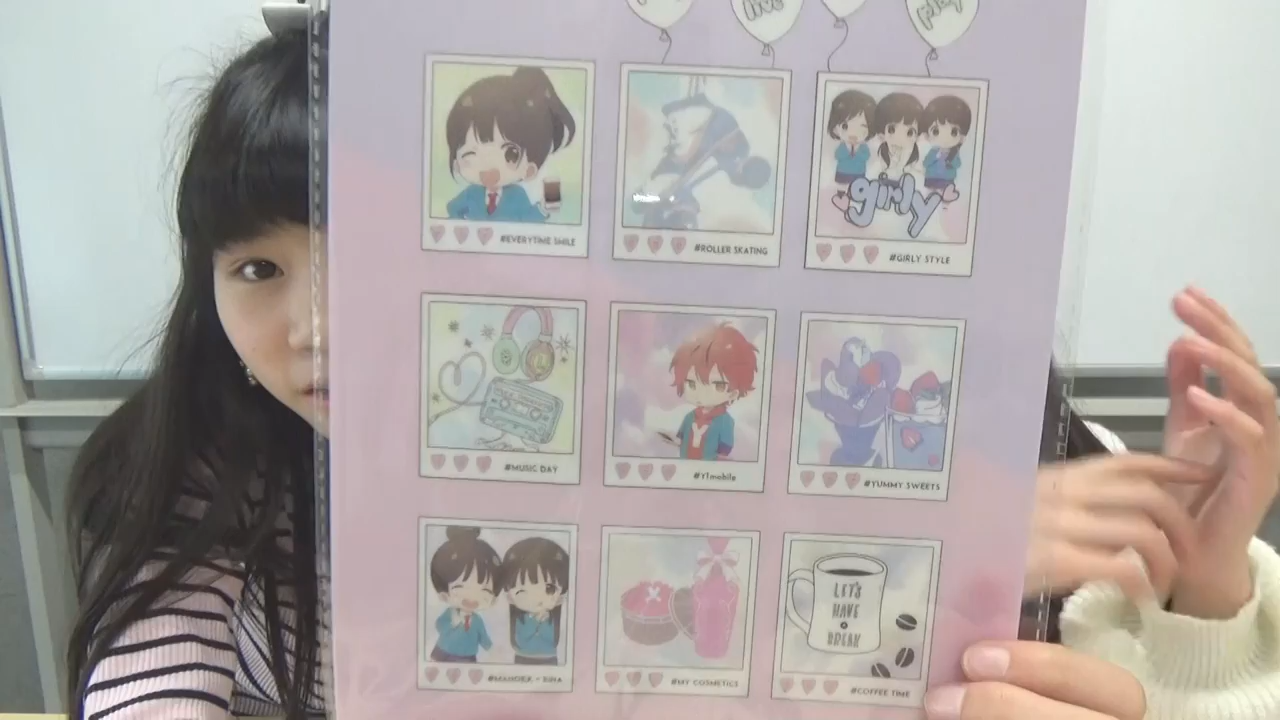 live
play
girly
#EVERYTIME SMILE
#ROLLER SKATING
#GIRLY STYLE
#MUSIC DAY
Y
#Y!mobile
#YUMMY SWEETS
LET'S
HAVE
a
BREAK
#MY COSMETICS
#COFFEE TIME